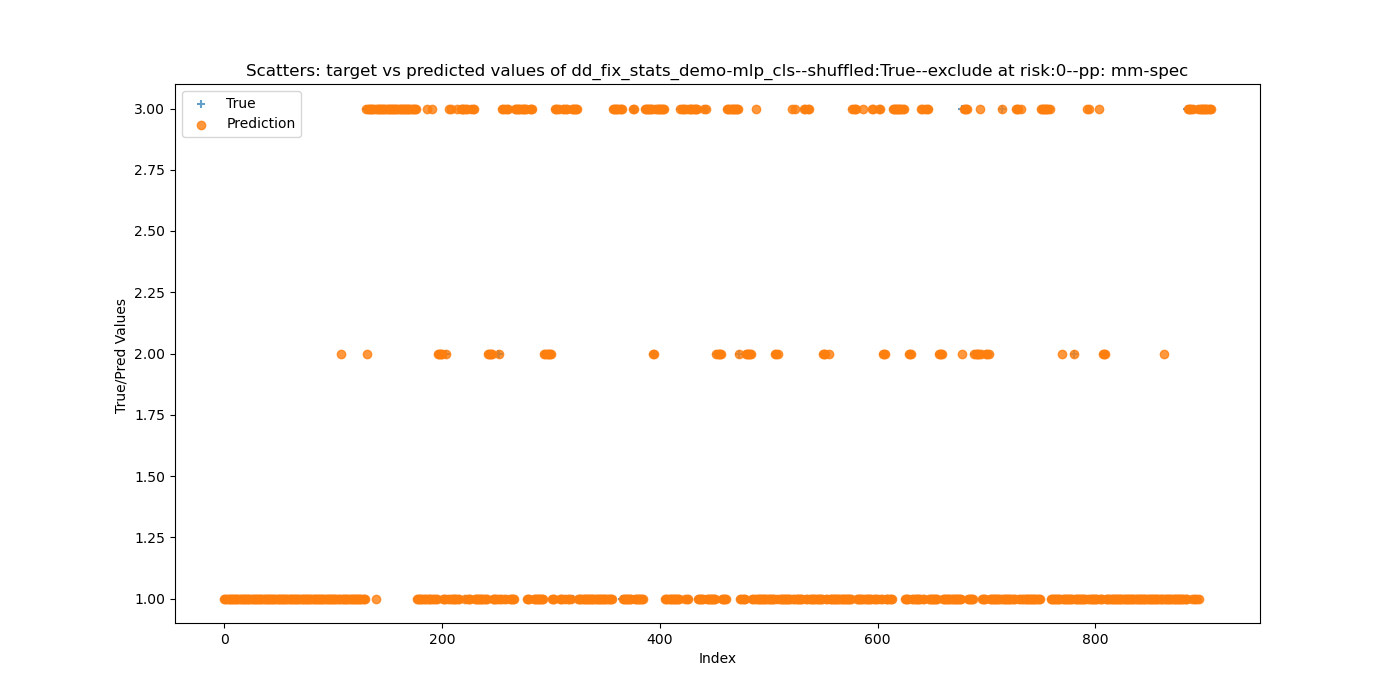 Scatters: target vs predicted values of dd_fix_stats_demo-mlp_cls--shuffled:True--exclude at risk:0--pp: mm-spec
True
Prediction
3.00
2.75
2.50
2.25
2.00
1.75
1.50
1.25
1.00
True/Pred Values
0 200 400 600 800
Index